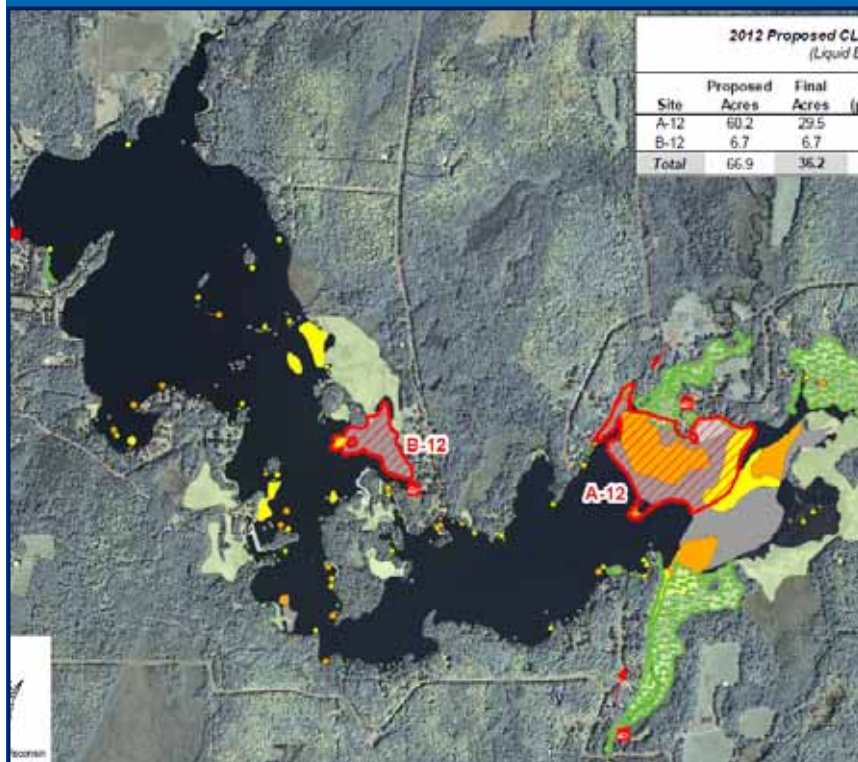 2012 Proposed CL
(Liquid
Proposed Final
Site Acres Acres
A-12 60.2 29.5
B-12 6.7 6.7
Total 66.9 36.2
B-12
A-12